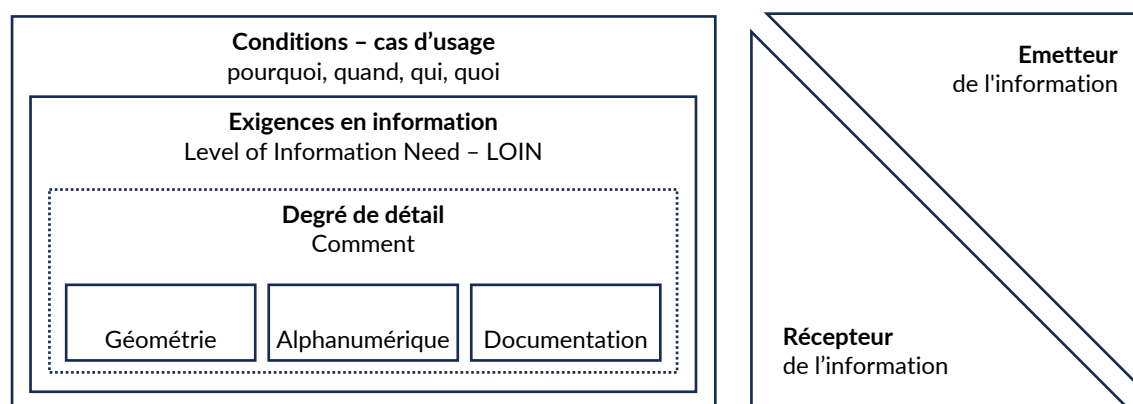 Conditions – cas d’usage
pourquoi, quand, qui, quoi
Exigences en information
Level of Information Need – LOIN
Degré de détail
Comment
Géométrie
Alphanumérique
Documentation
Emetteur
de l'information
Récepteur
de l’information